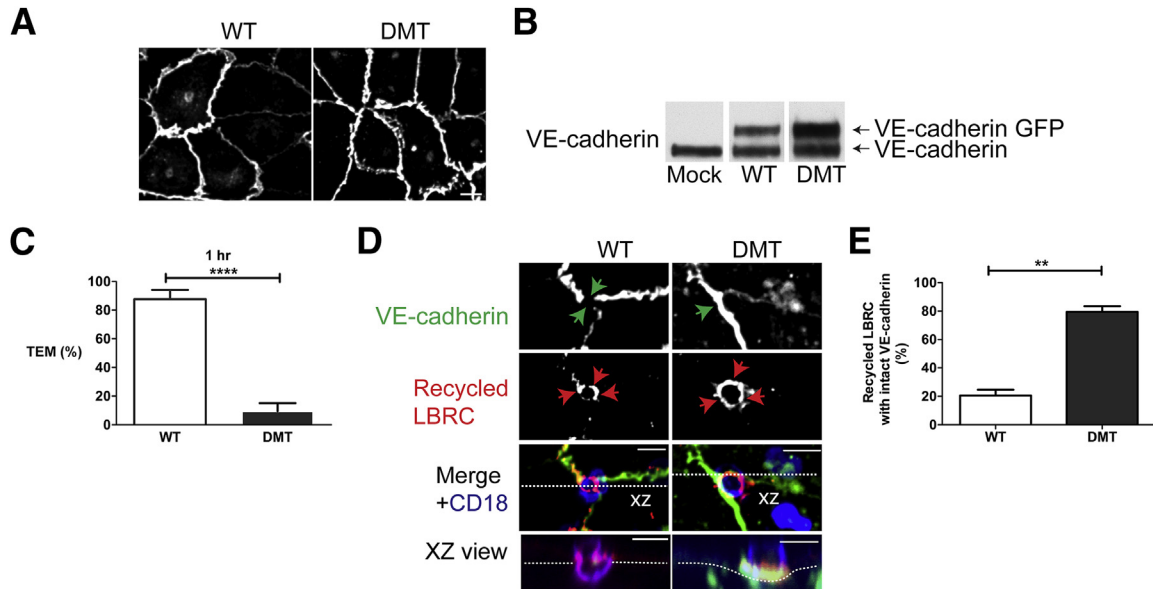 A
WT DMT
B
VE-cadherin
← VE-cadherin GFP
← VE-cadherin
Mock WT DMT
C
1 hr
****
100
80
60
40
20
0
TEM (%)
WT DMT
D
WT DMT
VE-cadherin
Recycled
LBRC
Merge
+CD18
XZ XZ
XZ view
E
**
100
80
60
40
20
0
Recycled LBRC
with intact VE-cadherin
(%)
WT DMT